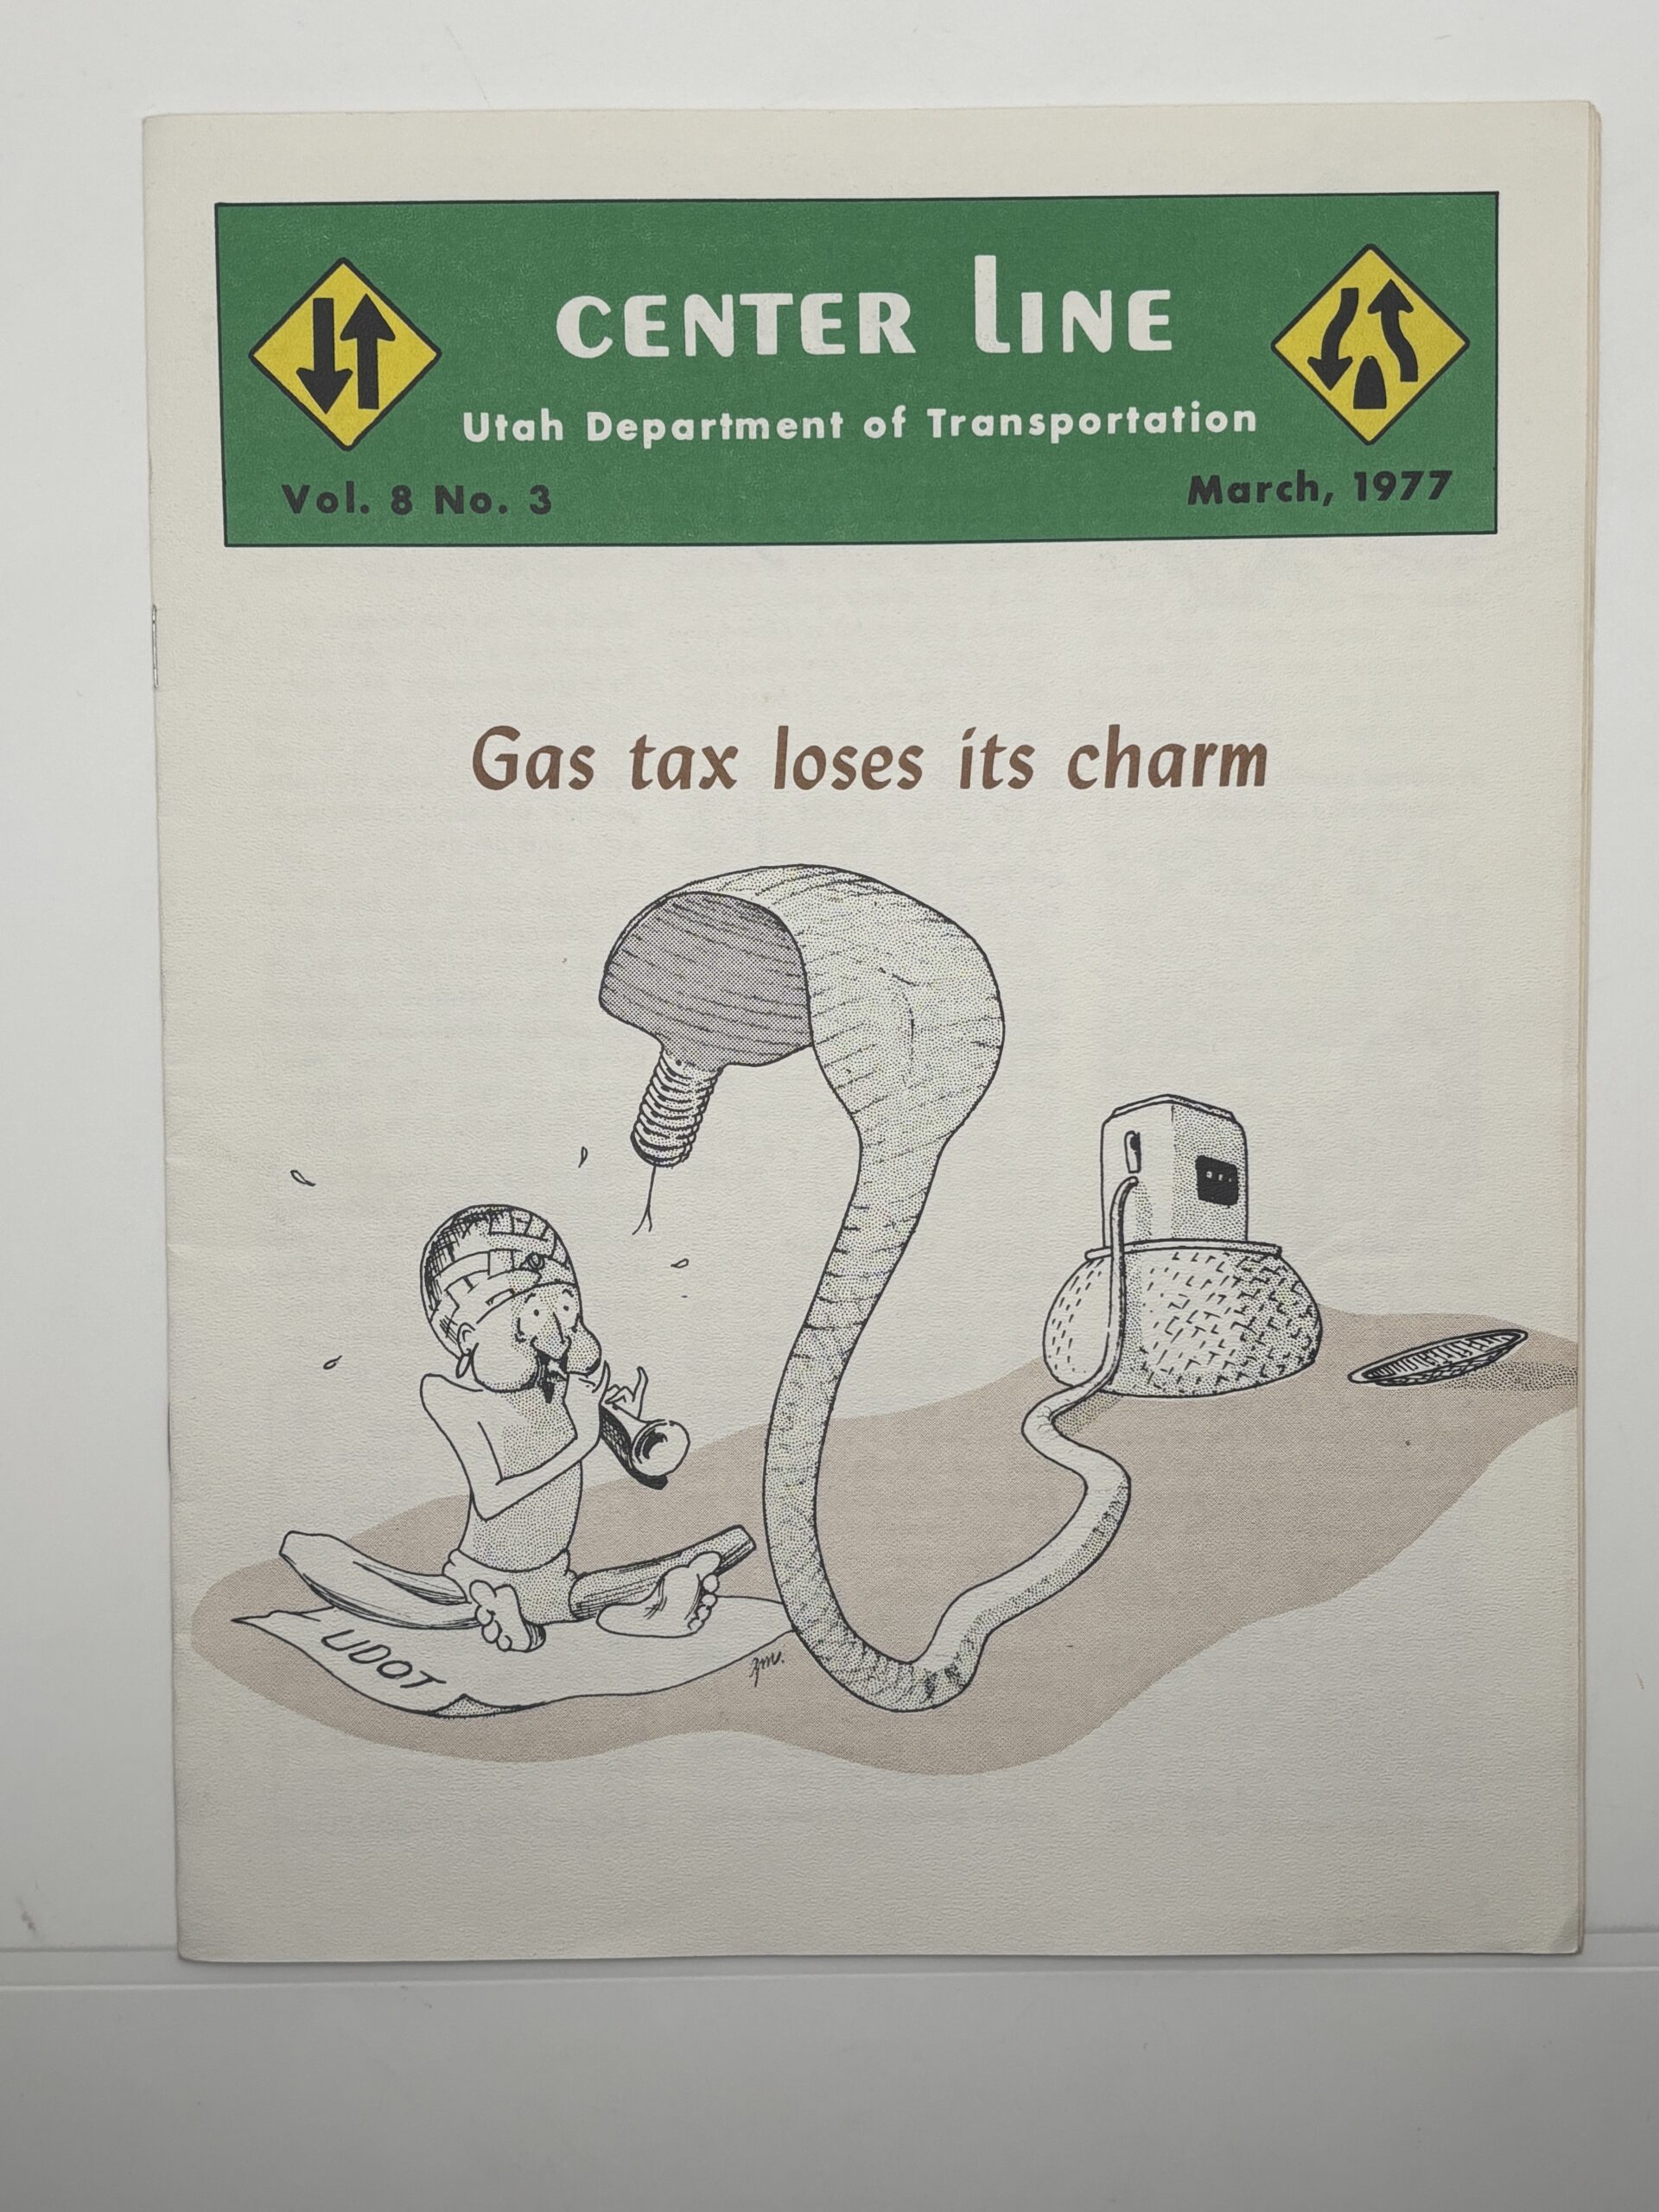 CENTER LINE
Utah Department of Transportation
Vol. 8 No. 3
March, 1977
Gas tax loses its charm
UDOT